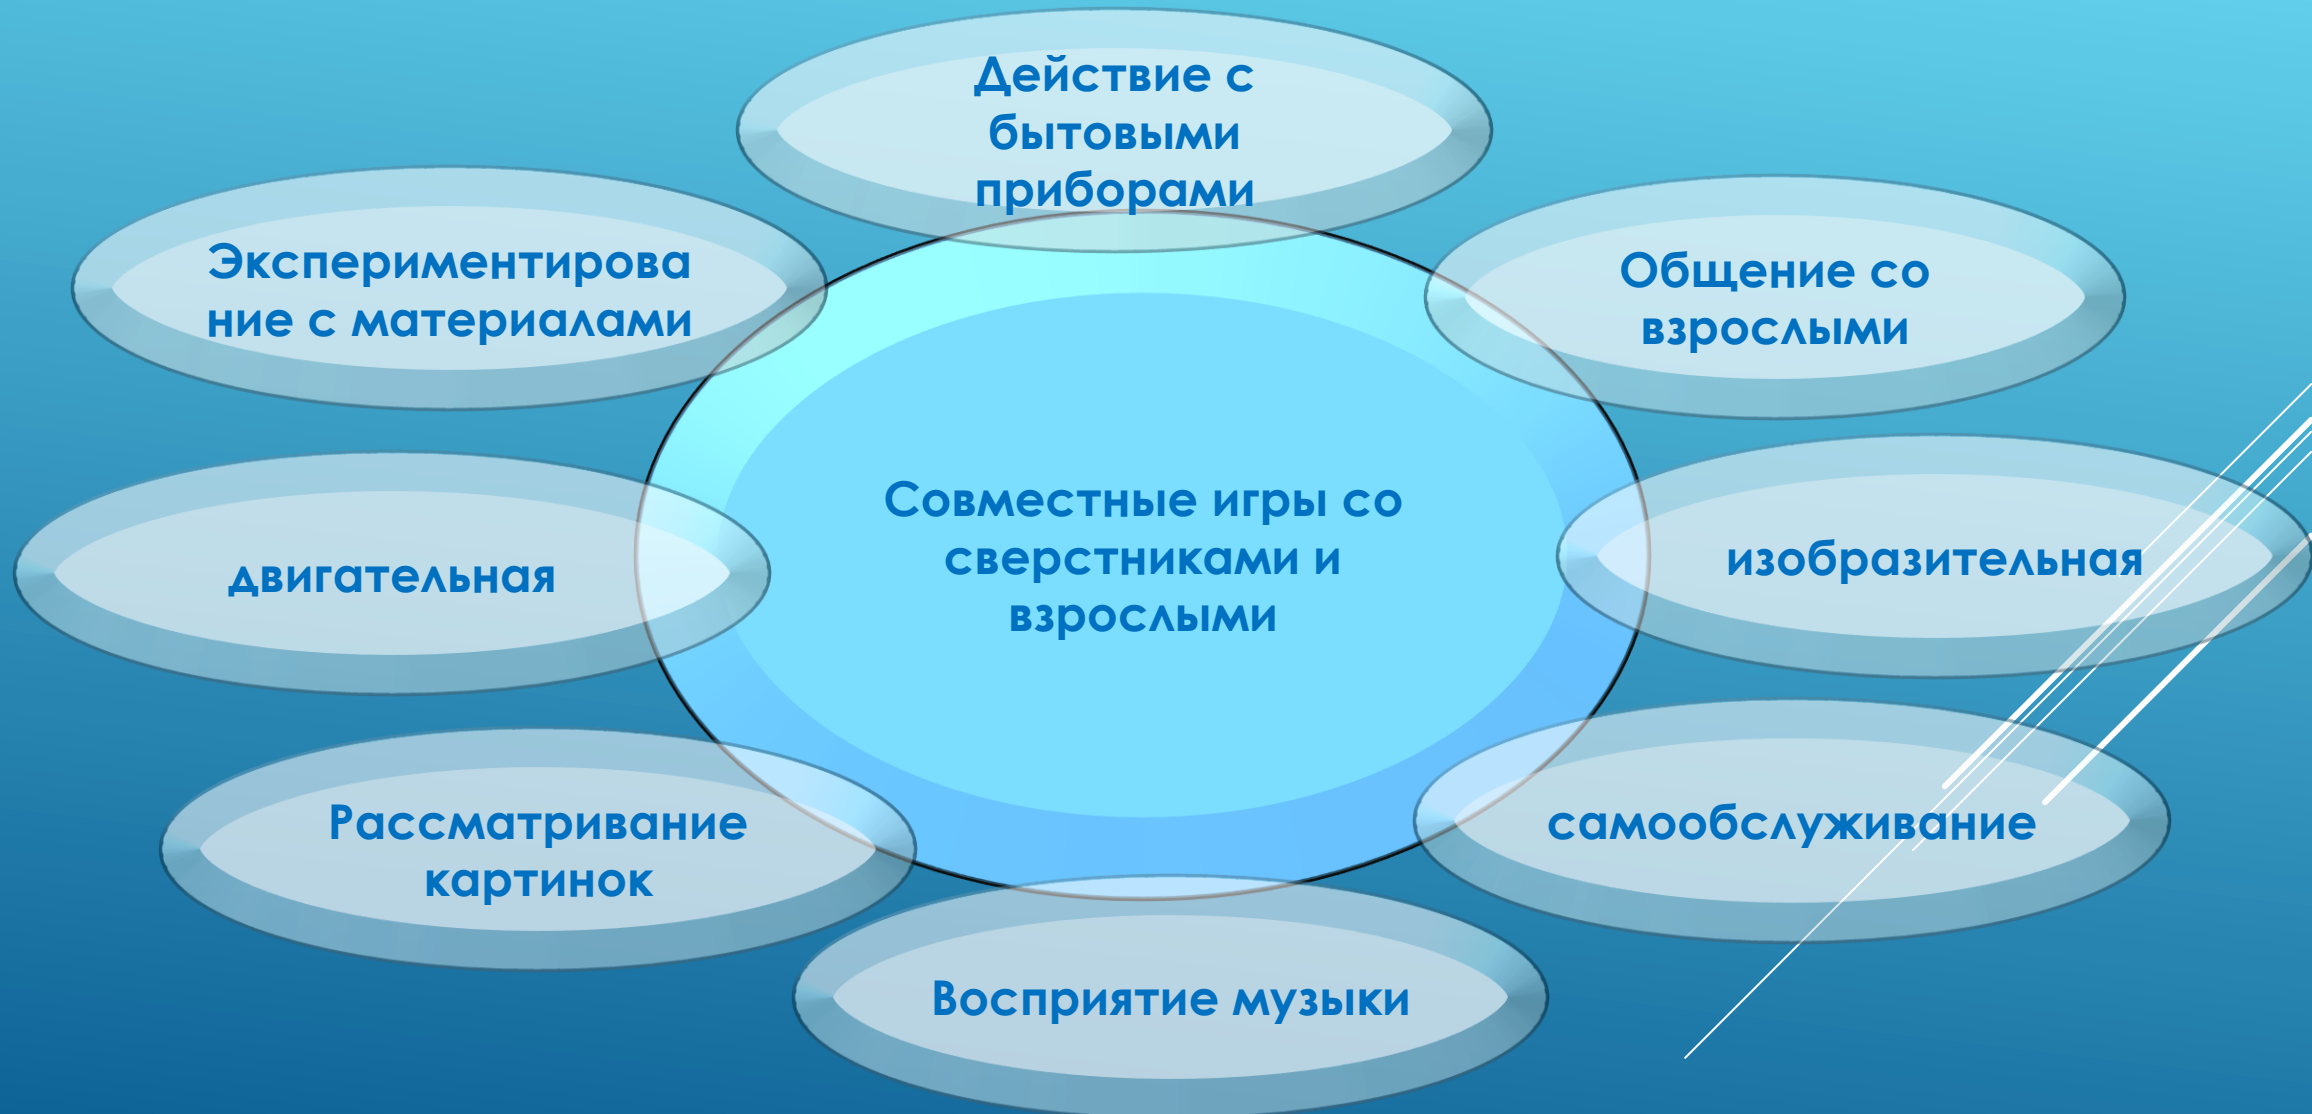 Действие с
бытовыми
приборами
Экспериментирова
ние с материалами
Общение со
взрослыми
Совместные игры со
сверстниками и
взрослыми
двигательная
изобразительная
Рассматривание
картинок
самообслуживание
Восприятие музыки